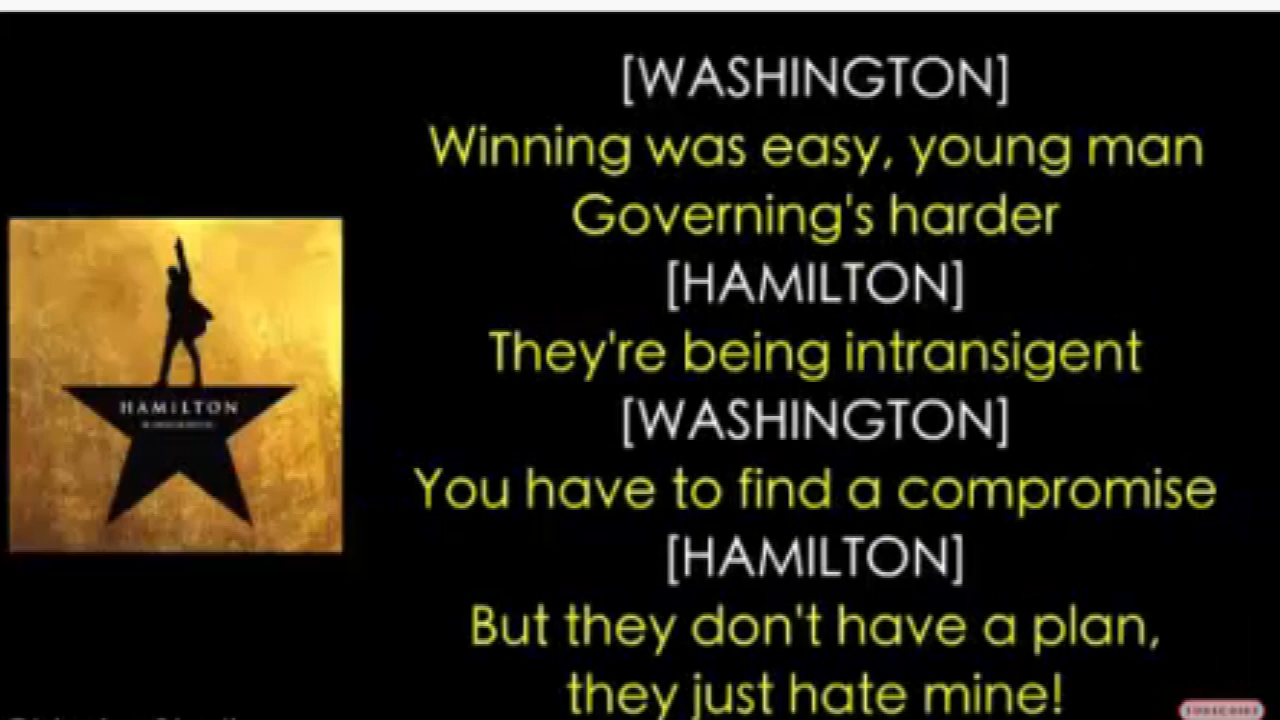 [WASHINGTON]
Winning was easy, young man
Governing's harder
[HAMILTON]
They're being intransigent
[WASHINGTON]
You have to find a compromise
[HAMILTON]
But they don't have a plan,
they just hate mine!
HAMILTON
SUBSCRIBE